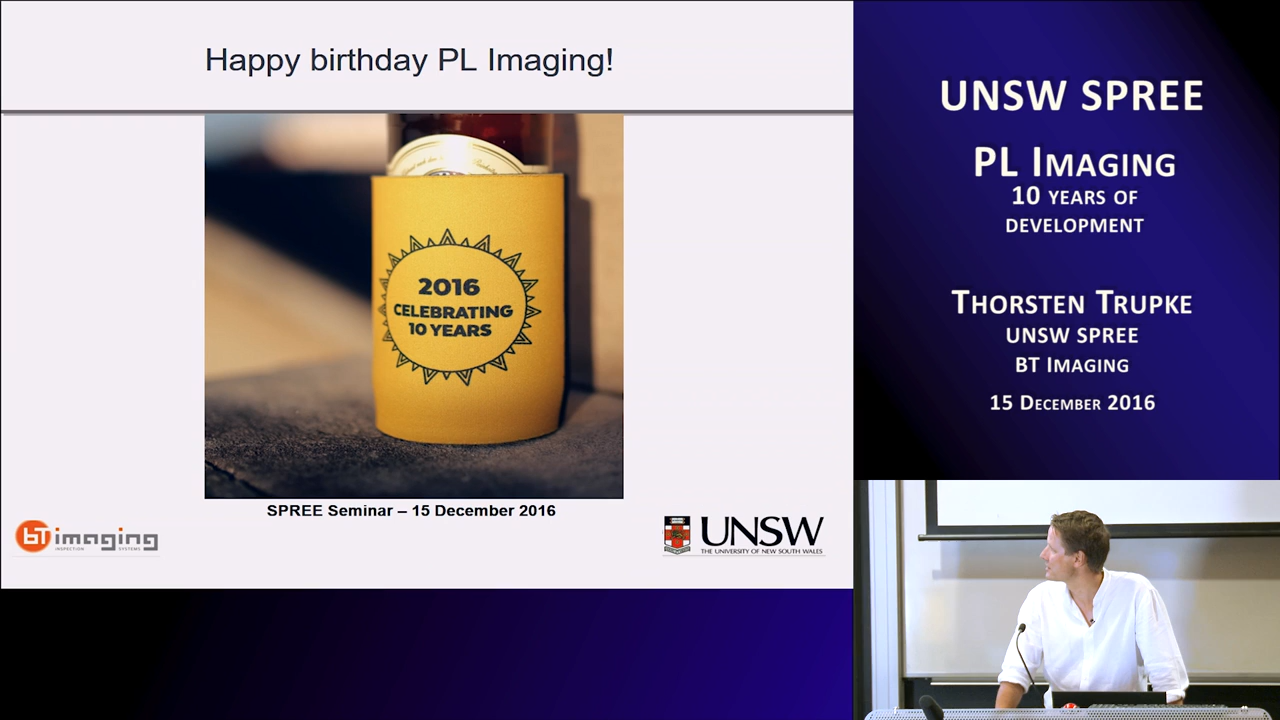 Happy birthday PL Imaging!
2016
CELEBRATING
10 YEARS
SPREE Seminar – 15 December 2016
bT imaging
INSPECTION SYSTEMS
UNSW
THE UNIVERSITY OF NEW SOUTH WALES
UNSW SPREE
PL IMAGING
10 YEARS OF
DEVELOPMENT
THORSTEN TRUPKE
UNSW SPREE
BT IMAGING
15 DECEMBER 2016